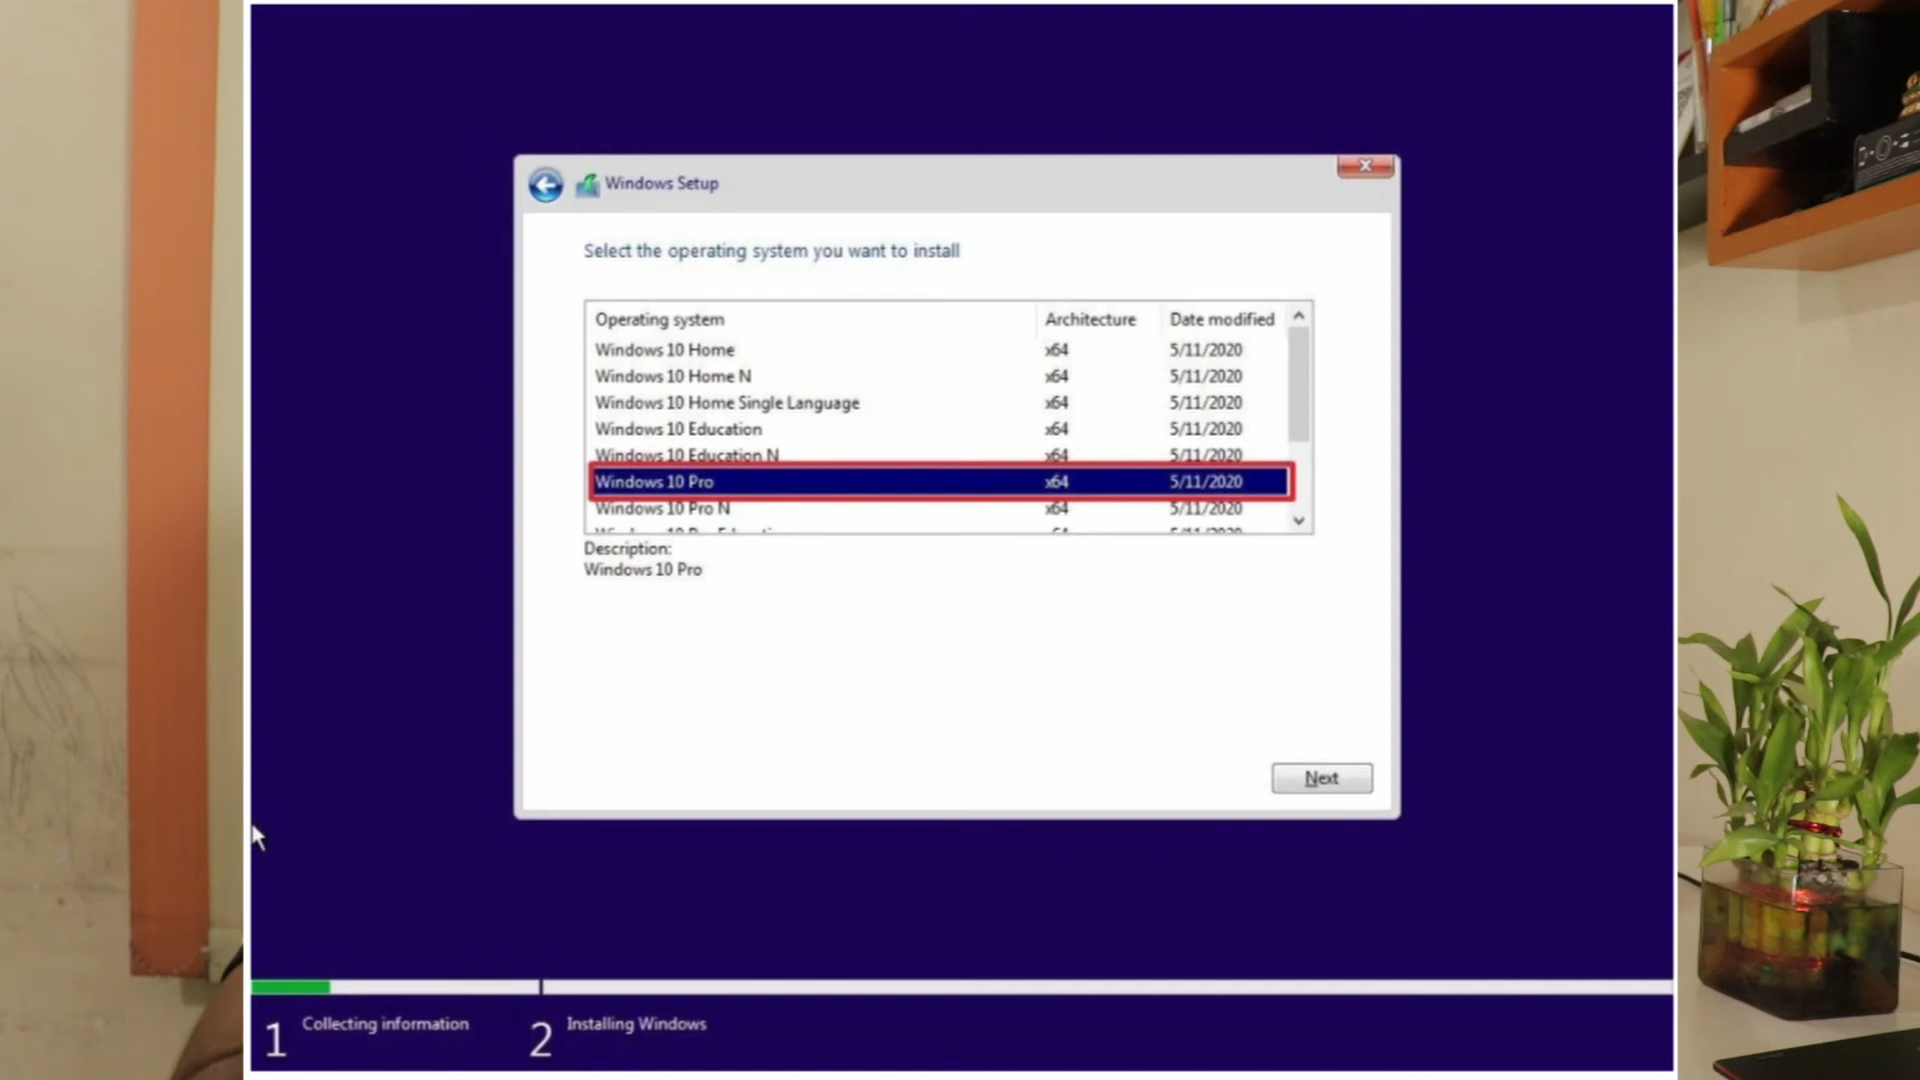 Windows Setup
Select the operating system you want to install
Operating system Architecture Date modified
Windows 10 Home x64 5/11/2020
Windows 10 Home N x64 5/11/2020
Windows 10 Home Single Language x64 5/11/2020
Windows 10 Education x64 5/11/2020
Windows 10 Education N x64 5/11/2020
Windows 10 Pro x64 5/11/2020
Windows 10 Pro N x64 5/11/2020
Description:
Windows 10 Pro
Next
1 Collecting information 2 Installing Windows